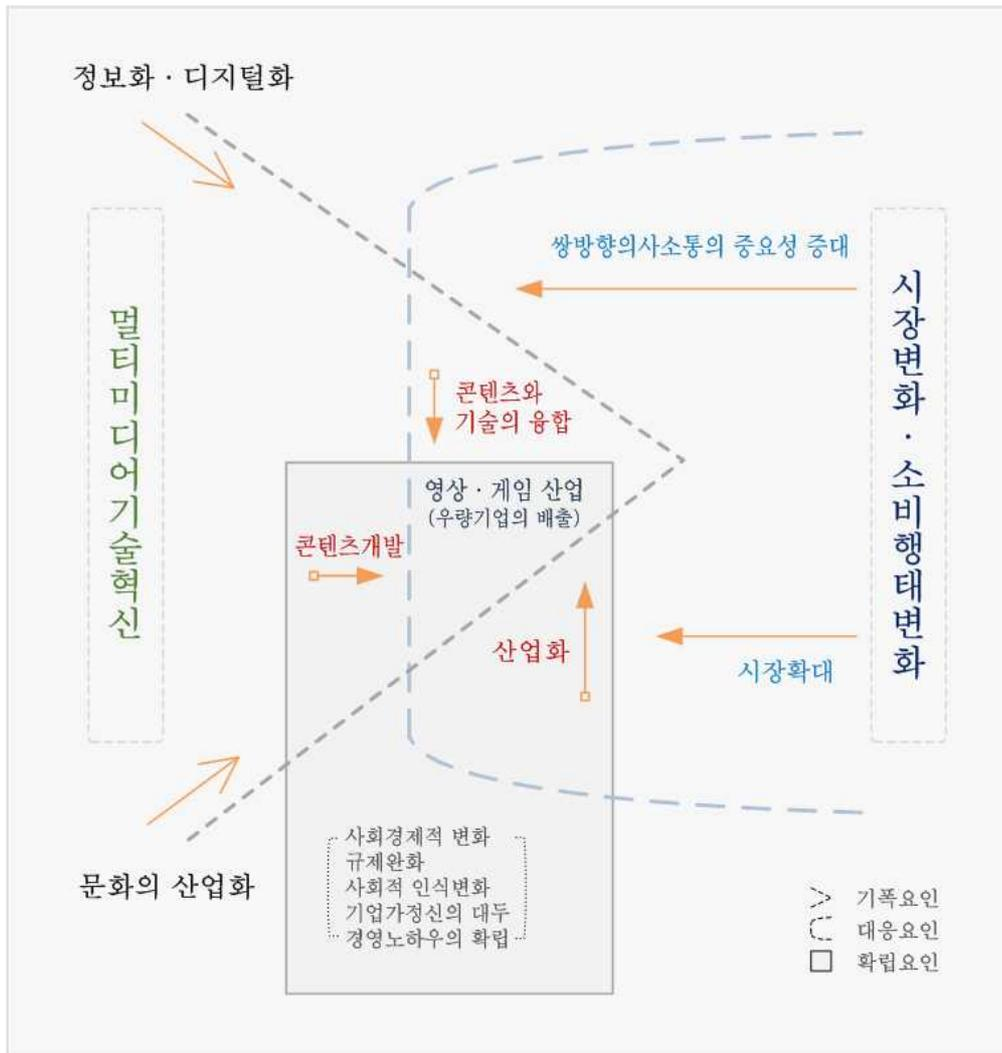 정보화 · 디지털화
쌍방향의사소통의 중요성 증대
멀티미디어기술혁신
시장변화 · 소비행태변화
콘텐츠와
기술의 융합
영상 · 게임 산업
(우량기업의 배출)
콘텐츠개발
산업화
시장확대
사회경제적 변화
규제완화
사회적 인식변화
기업가정신의 대두
경영노하우의 확립
문화의 산업화
기폭요인
대응요인
확립요인